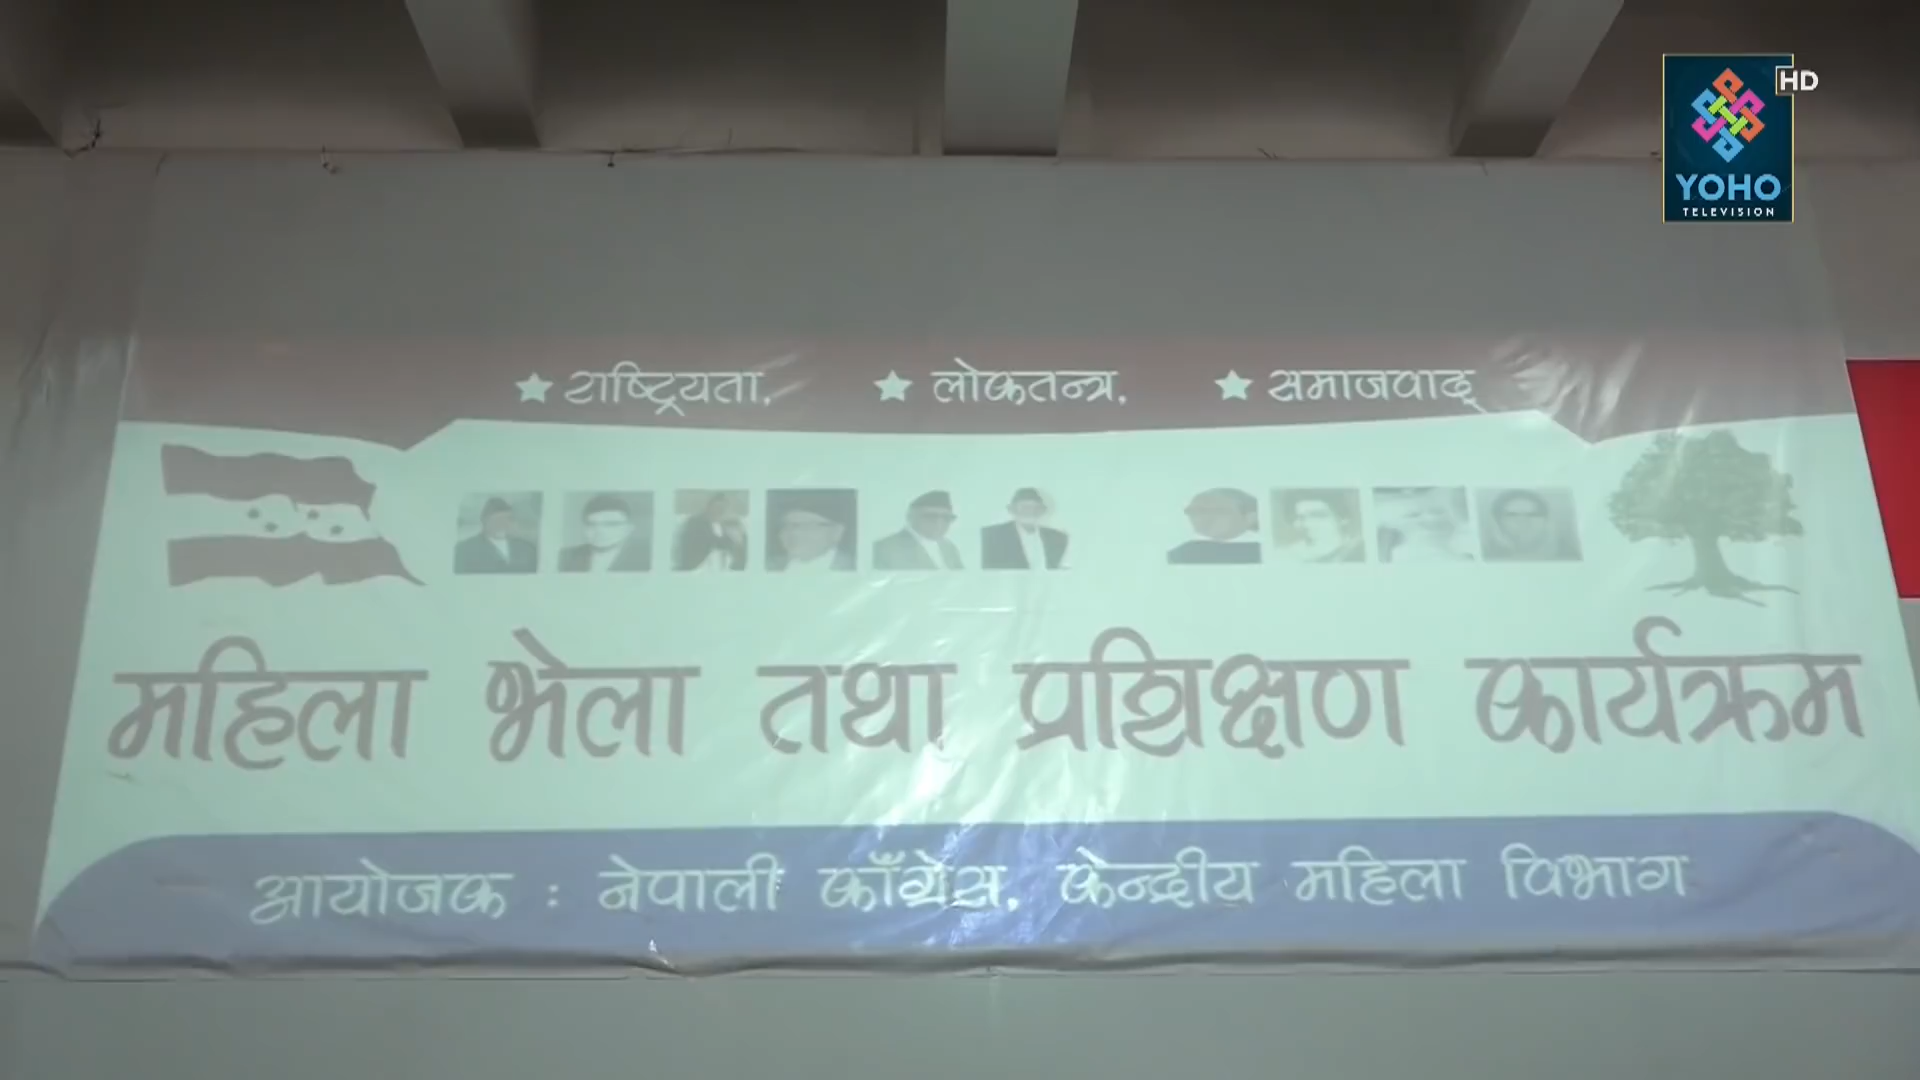 HD
YOHO
TELEVISION
★ राष्ट्रियता, ★ लोकतन्त्र, ★ समाजवाद
महिला भेला तथा प्रशिक्षण कार्यक्रम
आयोजक : नेपाली काँग्रेस, केन्द्रीय महिला विभाग